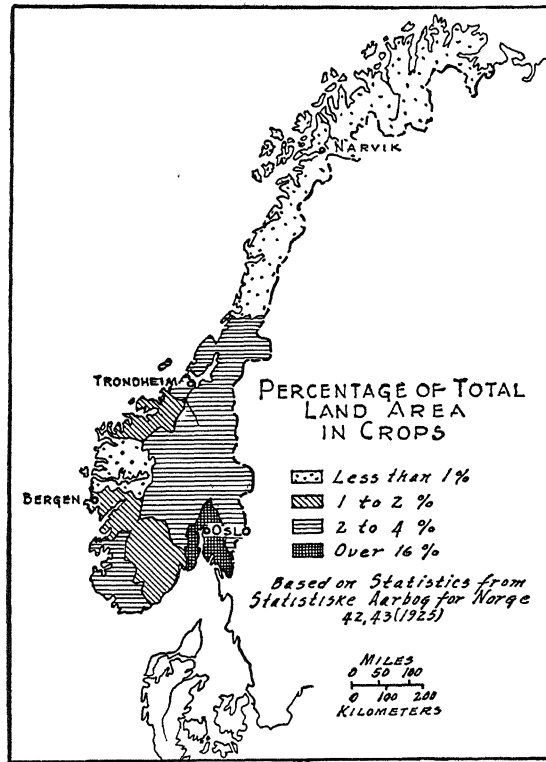 NARVIK
TRONDHEIM
PERCENTAGE OF TOTAL
LAND AREA
IN CROPS
Less than 1%
1 to 2 %
2 to 4 %
Over 16 %
BERGEN
OSLO
Based on Statistics from
Statistiske Aarbog for Norge
42,43 (1925)
MILES
0 50 100
0 100 200
KILOMETERS